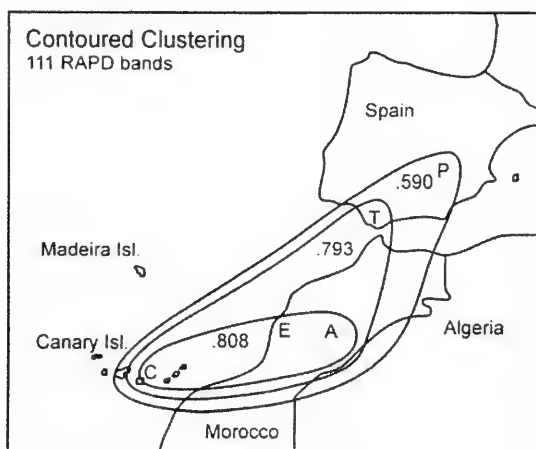 Contoured Clustering
111 RAPD bands
Spain
P
.590
T
.793
Madeira Isl.
Canary Isl.
Algeria
E
A
.808
C
Morocco